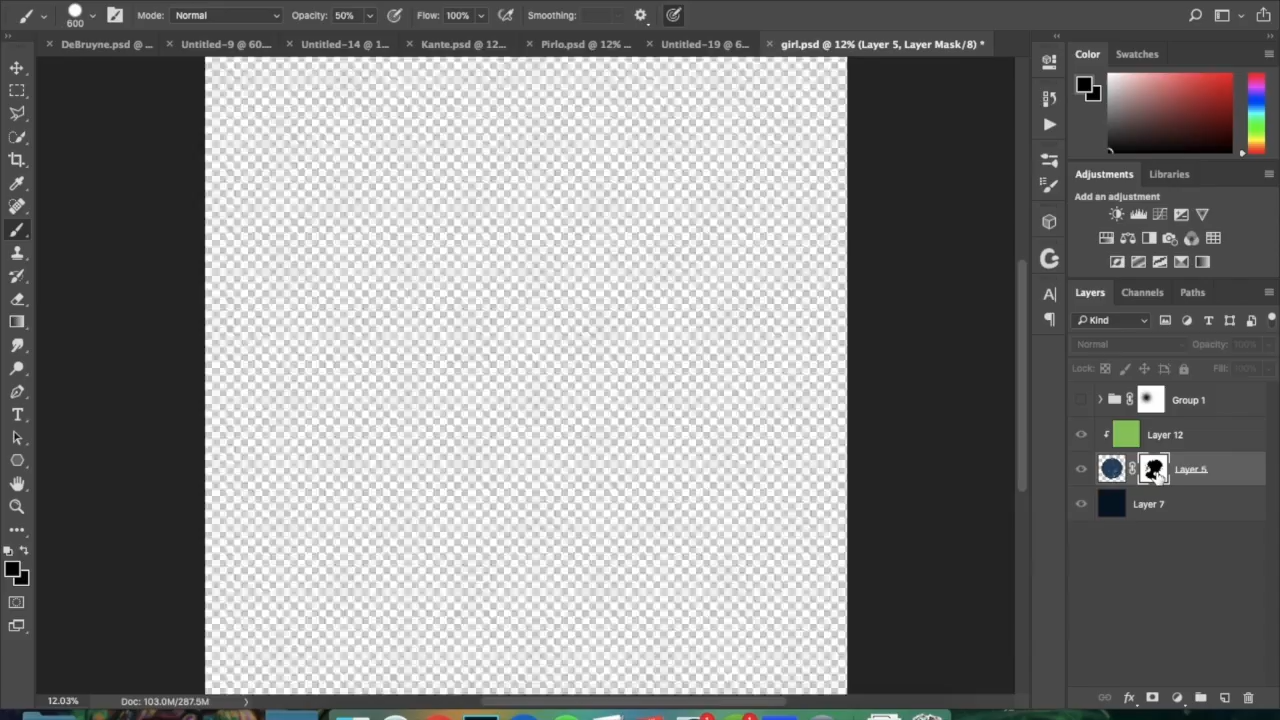 600 Mode: Normal Opacity: 50% Flow: 100% Smoothing:
DeBruyne.psd @ ... Untitled-9 @ 60.... Untitled-14 @ 1... Kante.psd @ 12... Pirlo.psd @ 12% ... Untitled-19 @ 6... girl.psd @ 12% (Layer 5, Layer Mask/8) *
Color Swatches
Adjustments Libraries
Add an adjustment
Layers Channels Paths
Kind
Normal Opacity: 100%
Lock: Fill: 100%
Group 1
Layer 12
Layer 5
Layer 7
12.03% Doc: 103.0M/287.5M